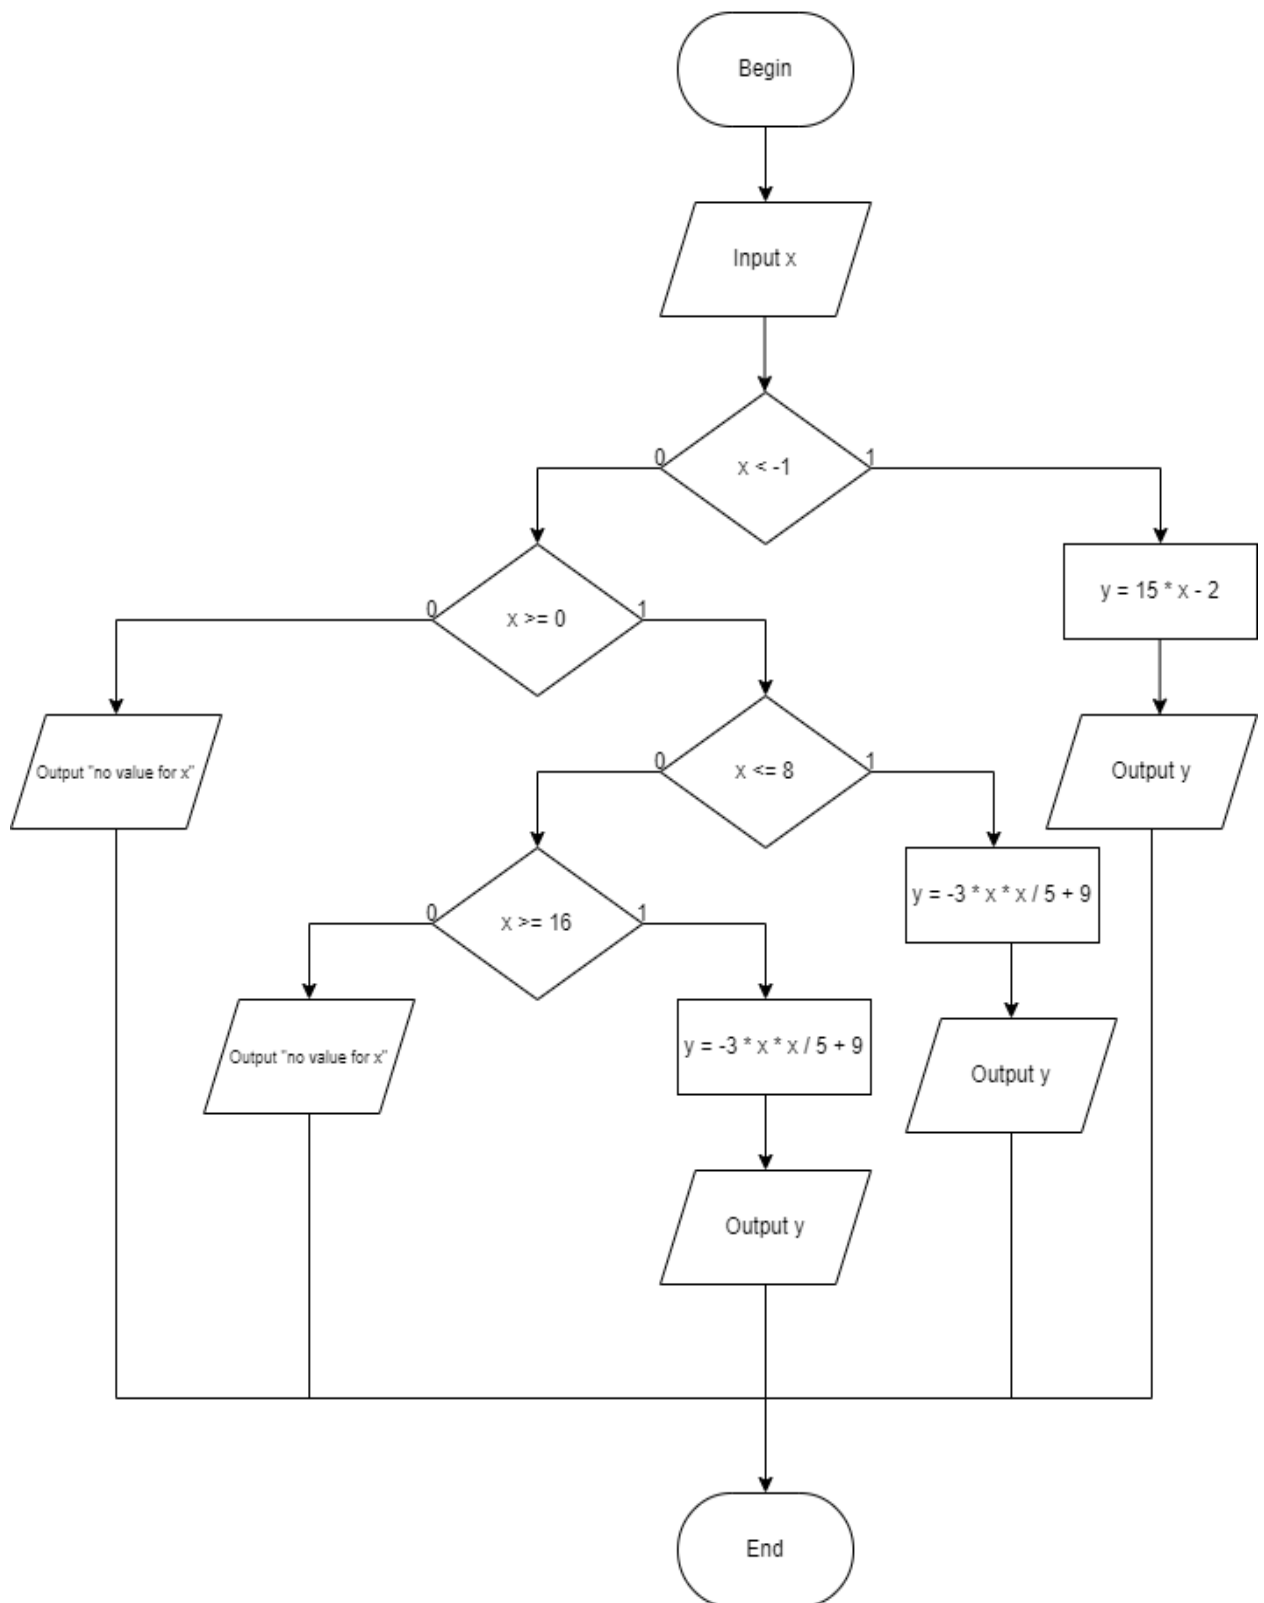 Begin
Input x
x < -1
0
1
x >= 0
0
1
y = 15 * x - 2
Output "no value for x"
x <= 8
0
1
Output y
x >= 16
0
1
y = -3 * x * x / 5 + 9
Output "no value for x"
y = -3 * x * x / 5 + 9
Output y
Output y
End